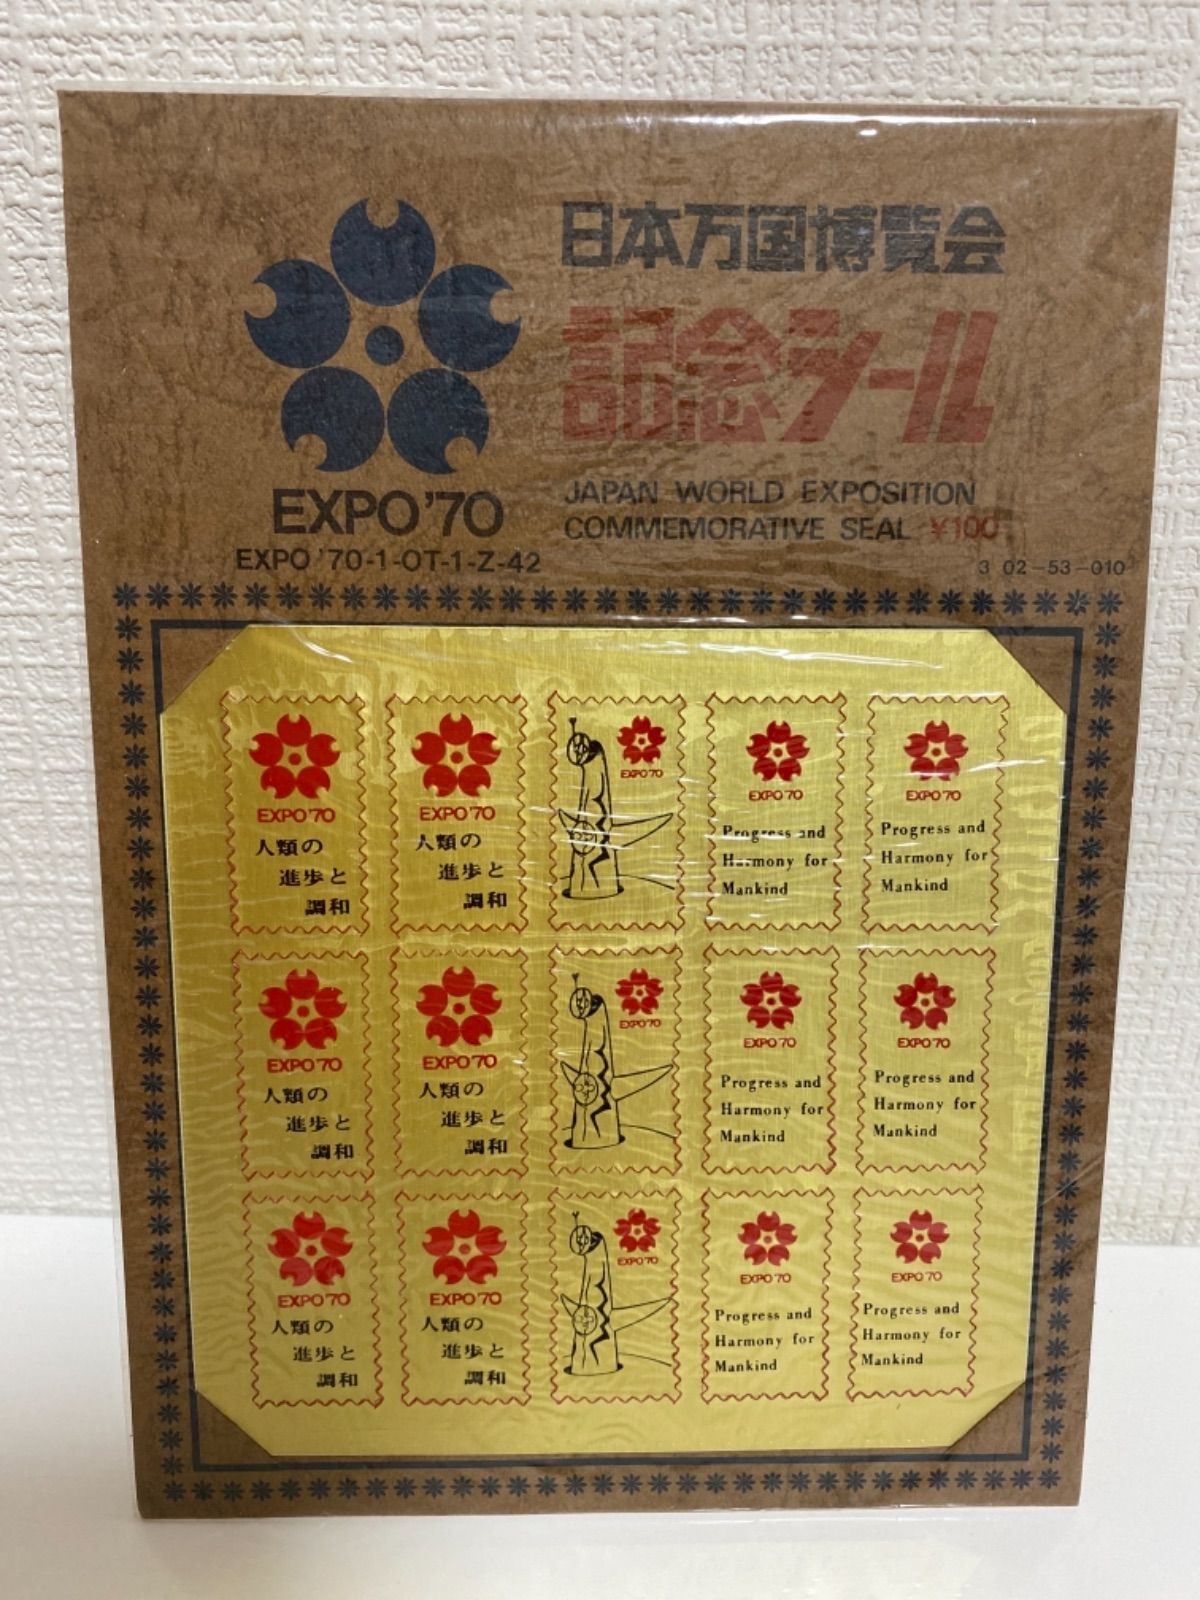 日本万国博覧会
記念シール
EXPO'70
JAPAN WORLD EXPOSITION
COMMEMORATIVE SEAL ¥100
EXPO '70-1-OT-1-Z-42
3 02-53-010
EXPO'70
人類の
進歩と
調和
EXPO'70
人類の
進歩と
調和
EXPO'70
EXPO'70
Progress and
Harmony for
Mankind
EXPO'70
Progress and
Harmony for
Mankind
EXPO'70
人類の
進歩と
調和
EXPO'70
人類の
進歩と
調和
EXPO'70
EXPO'70
Progress and
Harmony for
Mankind
EXPO'70
Progress and
Harmony for
Mankind
EXPO'70
人類の
進歩と
調和
EXPO'70
人類の
進歩と
調和
EXPO'70
EXPO'70
Progress and
Harmony for
Mankind
EXPO'70
Progress and
Harmony for
Mankind